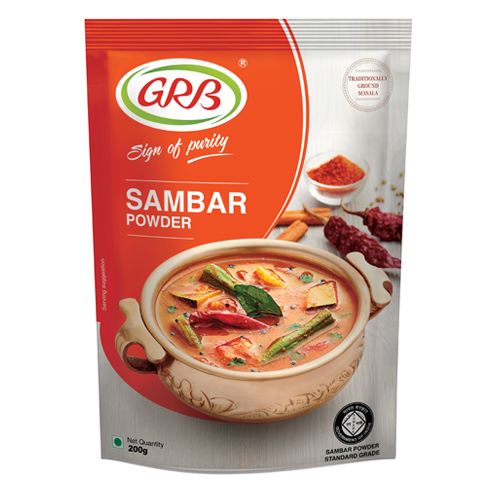 GRB
®
Sign of purity
TRADITIONALLY
GROUND
MASALA
SAMBAR
POWDER
Serving suggestion
Net Quantity
200g
SAMBAR POWDER
STANDARD GRADE